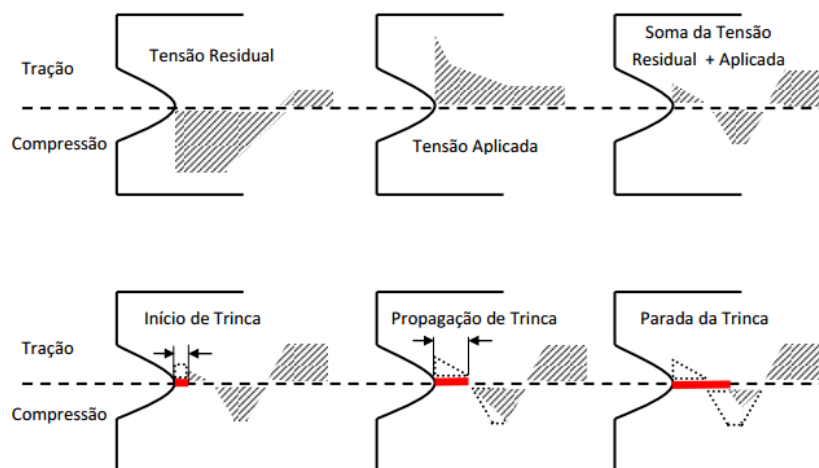 Tensão Residual
Soma da Tensão
Residual + Aplicada
Tração
Compressão
Tensão Aplicada
Início de Trinca
Propagação de Trinca
Parada da Trinca
Tração
Compressão